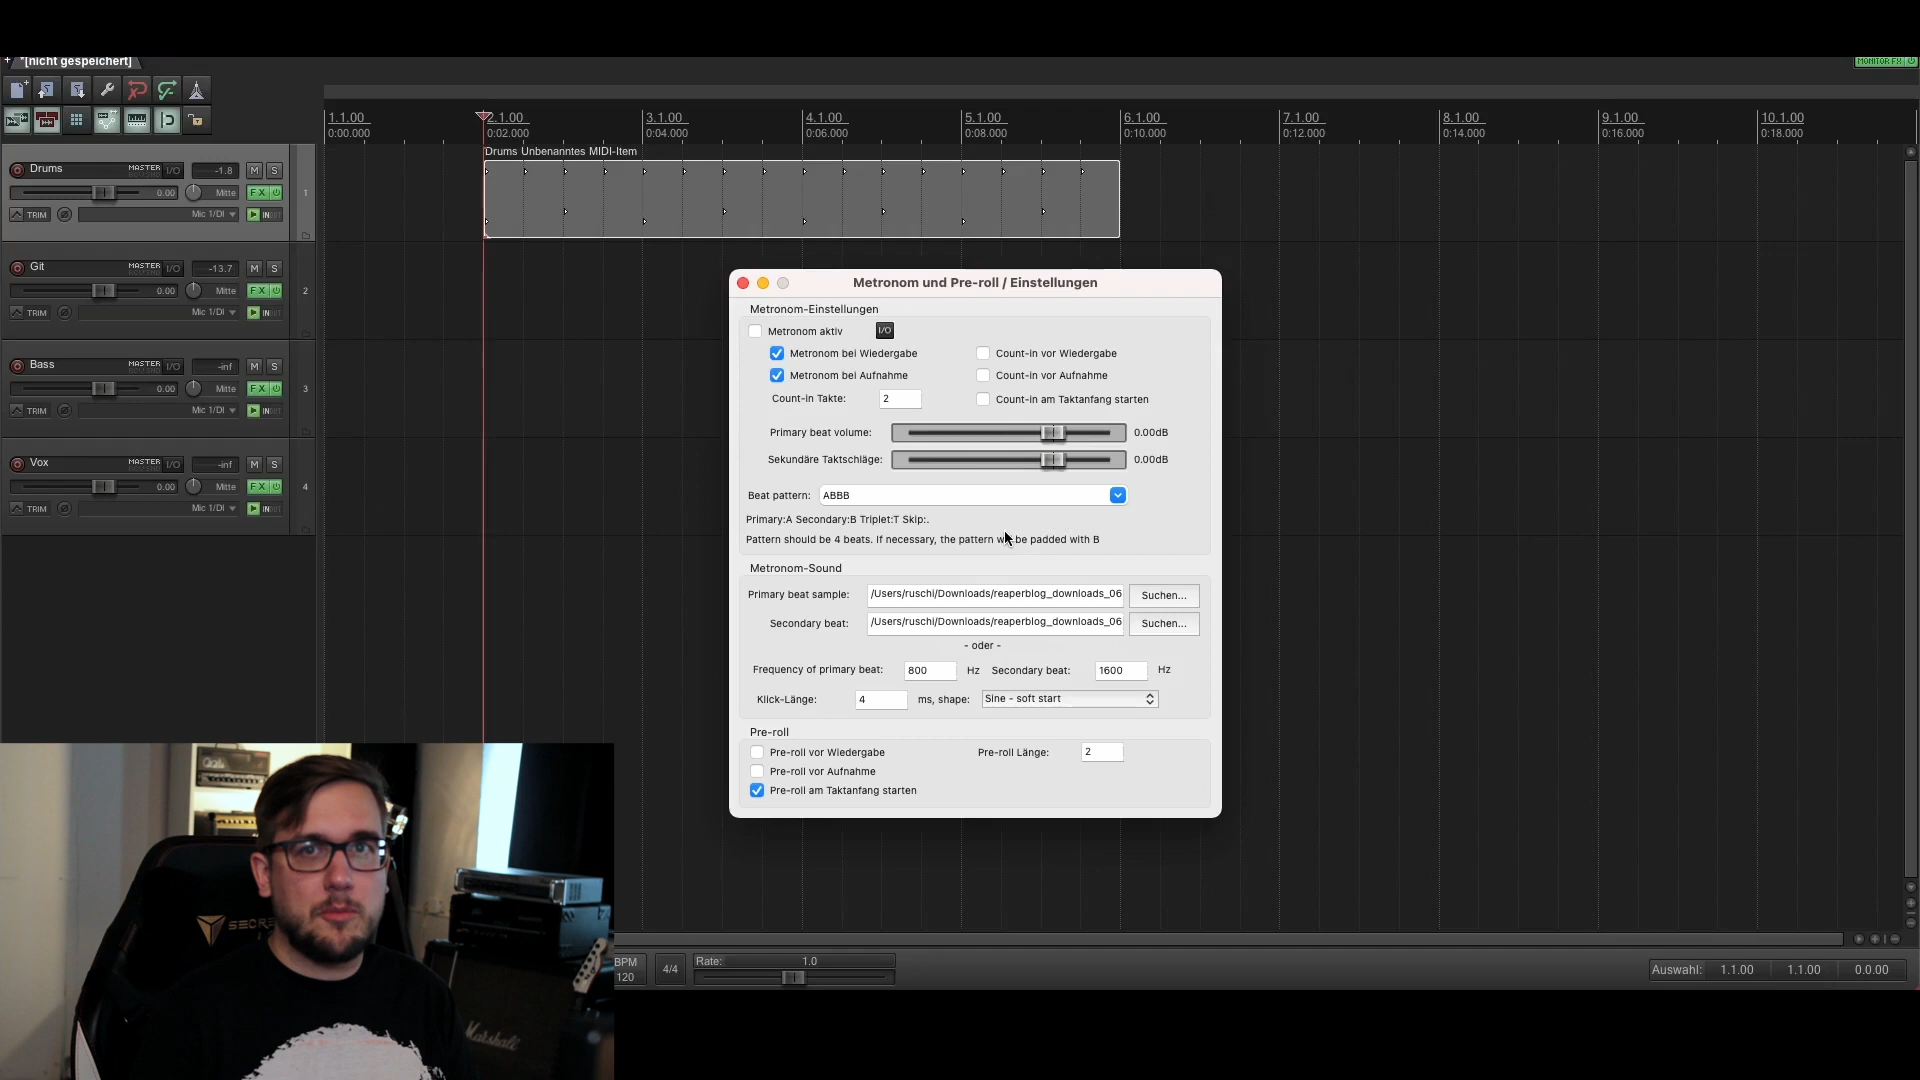 *[nicht gespeichert]
MONITOR FX
1.1.00 2.1.00 3.1.00 4.1.00 5.1.00 6.1.00 7.1.00 8.1.00 9.1.00 10.1.00
0:00.000 0:02.000 0:04.000 0:06.000 0:08.000 0:10.000 0:12.000 0:14.000 0:16.000 0:18.000
Drums Unbenanntes MIDI-Item
Drums MASTER I/O -1.8 M S
0.00 Mitte FX 1
TRIM Mic 1/DI IN
Git MASTER I/O -13.7 M S
0.00 Mitte FX 2
TRIM Mic 1/DI IN
Bass MASTER I/O -inf M S
0.00 Mitte FX 3
TRIM Mic 1/DI IN
Vox MASTER I/O -inf M S
0.00 Mitte FX 4
TRIM Mic 1/DI IN
Metronom und Pre-roll / Einstellungen
Metronom-Einstellungen
Metronom aktiv I/O
Metronom bei Wiedergabe Count-in vor Wiedergabe
Metronom bei Aufnahme Count-in vor Aufnahme
Count-in Takte: 2 Count-in am Taktanfang starten
Primary beat volume: 0.00dB
Sekundäre Taktschläge: 0.00dB
Beat pattern: ABBB
Primary:A Secondary:B Triplet:T Skip:.
Pattern should be 4 beats. If necessary, the pattern be padded with B
Metronom-Sound
Primary beat sample: /Users/ruschi/Downloads/reaperblog_downloads_06 Suchen...
Secondary beat: /Users/ruschi/Downloads/reaperblog_downloads_06 Suchen...
- oder -
Frequency of primary beat: 800 Hz Secondary beat: 1600 Hz
Klick-Länge: 4 ms, shape: Sine - soft start
Pre-roll
Pre-roll vor Wiedergabe Pre-roll Länge: 2
Pre-roll vor Aufnahme
Pre-roll am Taktanfang starten
SECRE
Marshall
BPM
120
4/4
Rate: 1.0
Auswahl: 1.1.00 1.1.00 0.0.00